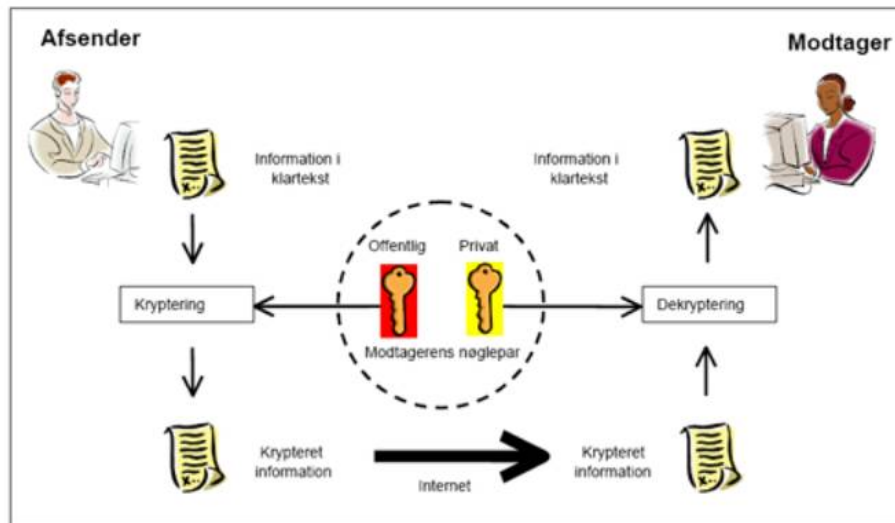 Afsender
Modtager
Information i
klartekst
Information i
klartekst
Offentlig
Privat
Kryptering
Dekryptering
Modtagerens nøglepar
Krypteret
information
Internet
Krypteret
information